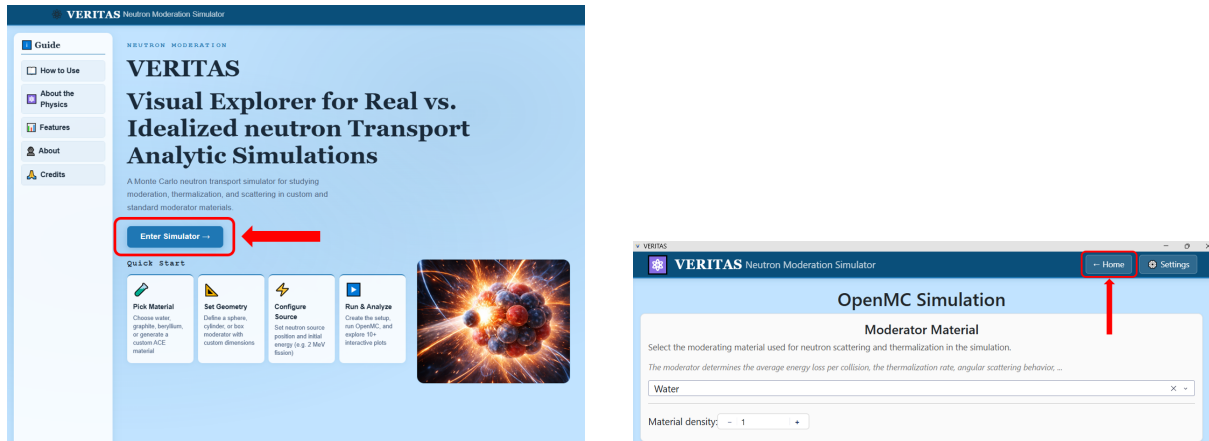 VERITAS Neutron Moderation Simulator
Guide
How to Use
About the
Physics
Features
About
Credits
NEUTRON MODERATION
VERITAS
Visual Explorer for Real vs.
Idealized neutron Transport
Analytic Simulations
A Monte Carlo neutron transport simulator for studying
moderation, thermalization, and scattering in custom and
standard moderator materials.
Enter Simulator →
Quick Start
Pick Material
Choose water,
graphite, beryllium,
or generate a
custom ACE
material
Set Geometry
Define a sphere,
cylinder, or box
moderator with
custom dimensions
Configure
Source
Set neutron source
position and initial
energy (e.g. 2 MeV
fission)
Run & Analyze
Create the setup,
run OpenMC, and
explore 10+
interactive plots
VERITAS
VERITAS Neutron Moderation Simulator
← Home
Settings
OpenMC Simulation
Moderator Material
Select the moderating material used for neutron scattering and thermalization in the simulation.
The moderator determines the average energy loss per collision, the thermalization rate, angular scattering behavior, ...
Water
Material density: - 1 +